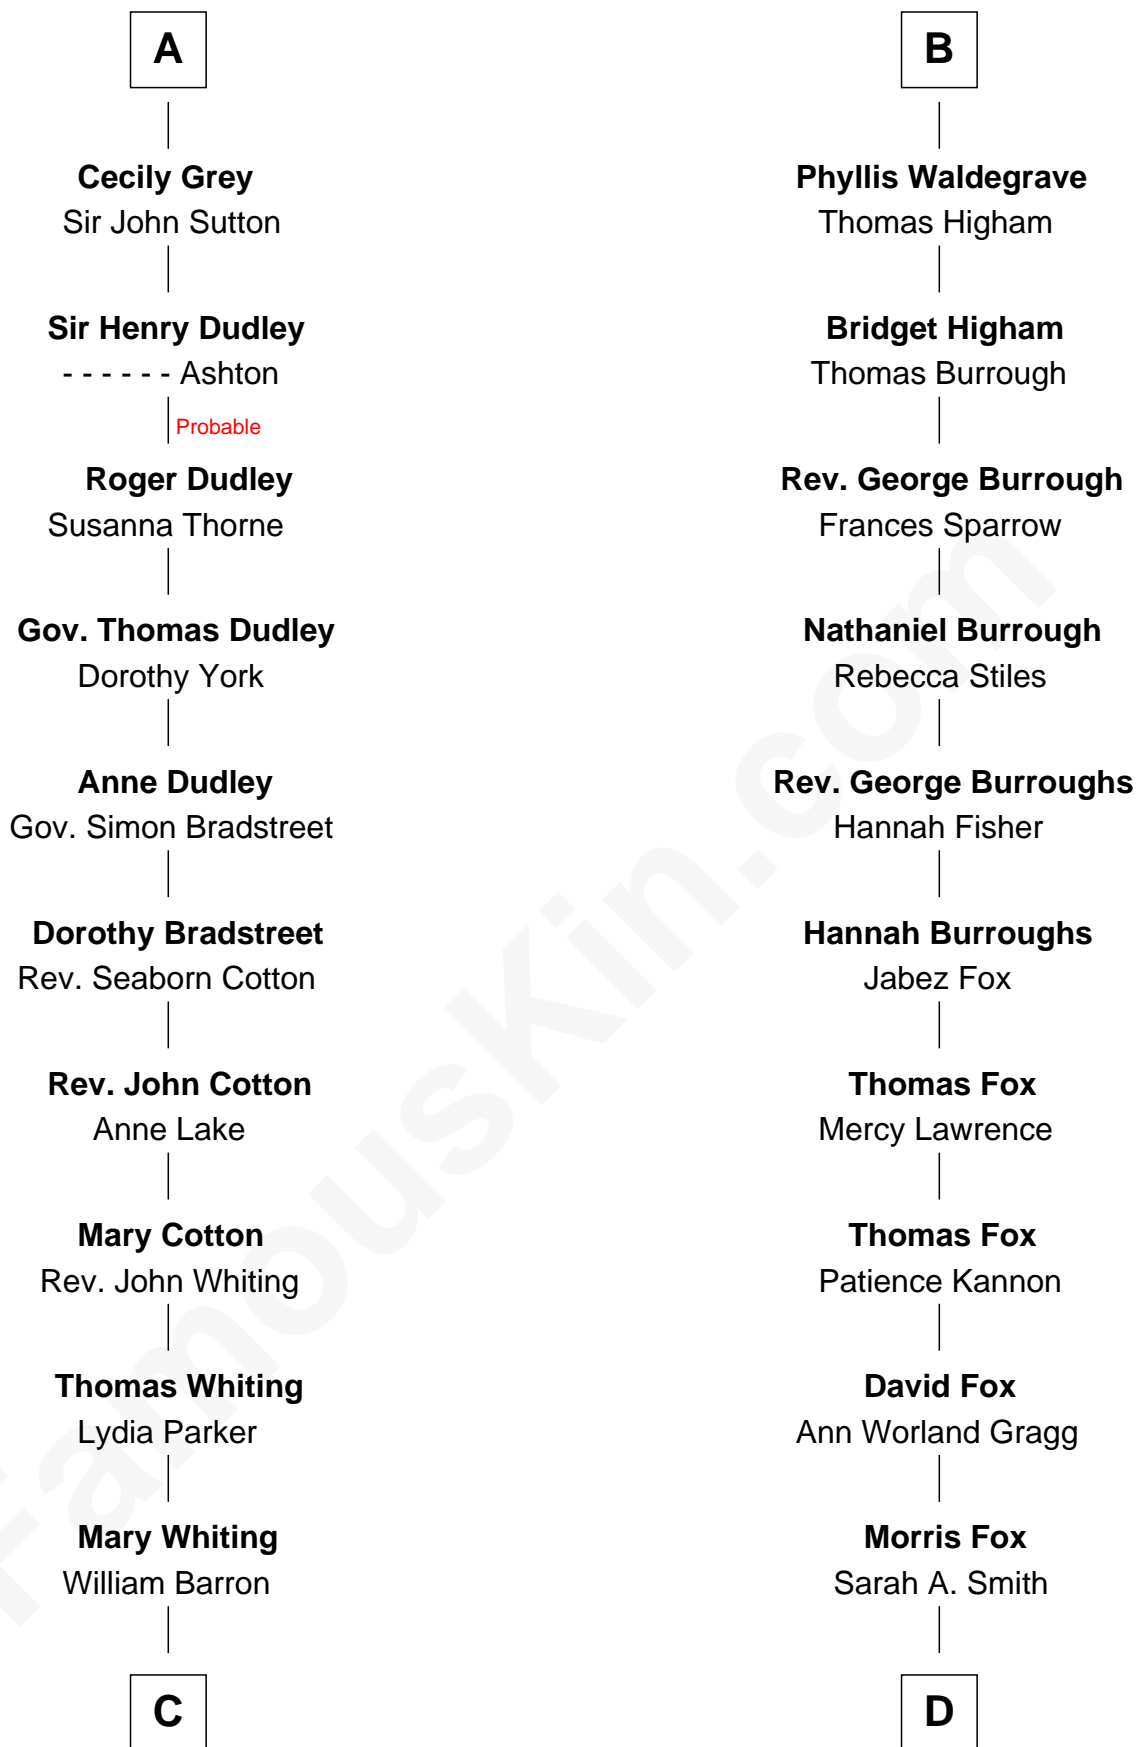 A
Cecily Grey
Sir John Sutton
Sir Henry Dudley
- - - - - - Ashton
Probable
Roger Dudley
Susanna Thorne
Gov. Thomas Dudley
Dorothy York
Anne Dudley
Gov. Simon Bradstreet
Dorothy Bradstreet
Rev. Seaborn Cotton
Rev. John Cotton
Anne Lake
Mary Cotton
Rev. John Whiting
Thomas Whiting
Lydia Parker
Mary Whiting
William Barron
C
B
Phyllis Waldegrave
Thomas Higham
Bridget Higham
Thomas Burrough
Rev. George Burrough
Frances Sparrow
Nathaniel Burrough
Rebecca Stiles
Rev. George Burroughs
Hannah Fisher
Hannah Burroughs
Jabez Fox
Thomas Fox
Mercy Lawrence
Thomas Fox
Patience Kannon
David Fox
Ann Worland Gragg
Morris Fox
Sarah A. Smith
D
FamousKin.com